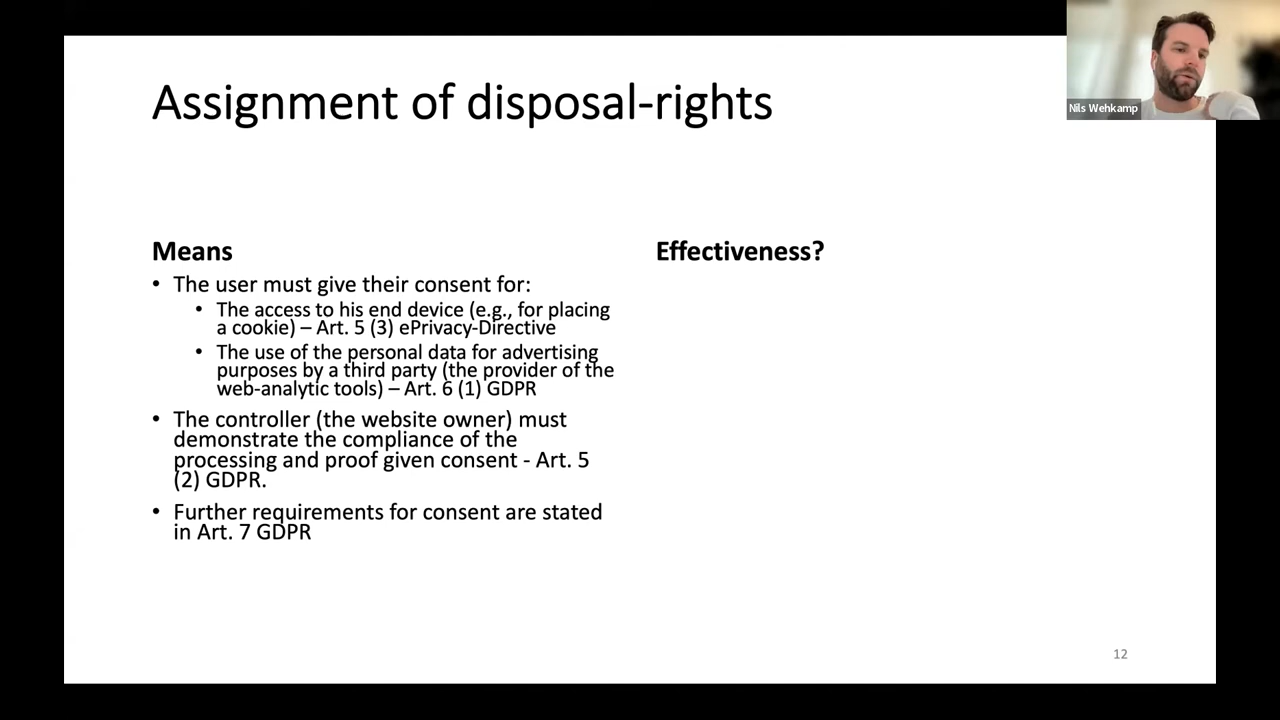 Assignment of disposal-rights
Nils Wehkamp
Means
• The user must give their consent for:
• The access to his end device (e.g., for placing
a cookie) – Art. 5 (3) ePrivacy-Directive
• The use of the personal data for advertising
purposes by a third party (the provider of the
web-analytic tools) – Art. 6 (1) GDPR
• The controller (the website owner) must
demonstrate the compliance of the
processing and proof given consent - Art. 5
(2) GDPR.
• Further requirements for consent are stated
in Art. 7 GDPR
Effectiveness?
12